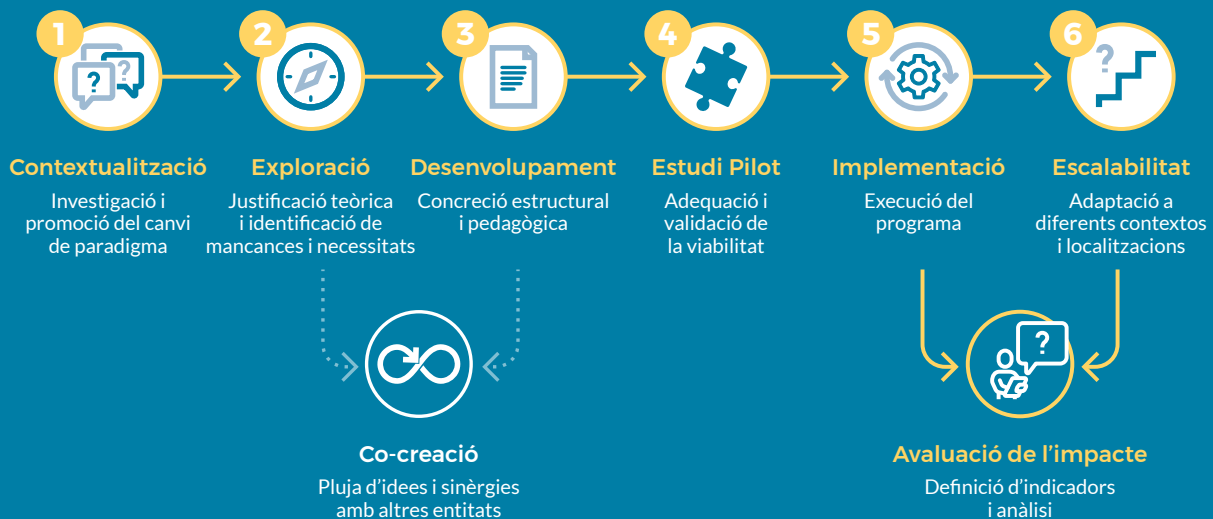 1
?
?
Contextualització
Investigació i
promoció del canvi
de paradigma
2
Exploració
Justificació teòrica
i identificació de
mancances i necessitats
3
Desenvolupament
Concreció estructural
i pedagògica
4
Estudi Pilot
Adequació i
validació de
la viabilitat
5
Implementació
Execució del
programa
6
?
Escalabilitat
Adaptació a
diferents contextos
i localitzacions
Co-creació
Pluja d’idees i sinèrgies
amb altres entitats
?
Avaluació de l’impacte
Definició d’indicadors
i anàlisi